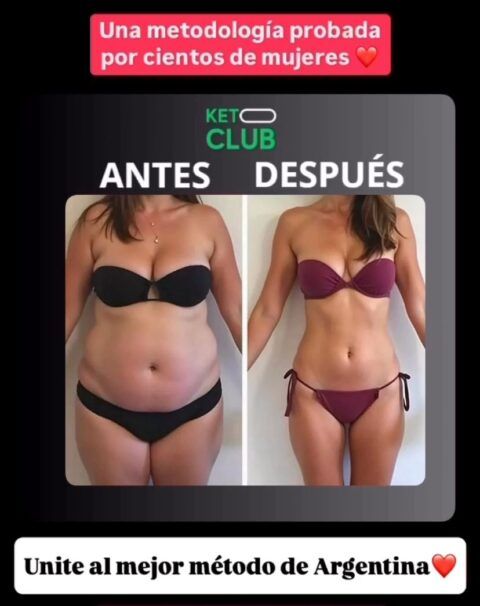 Una metodología probada
por cientos de mujeres ❤️
KETO
CLUB
ANTES DESPUÉS
Unite al mejor método de Argentina❤️